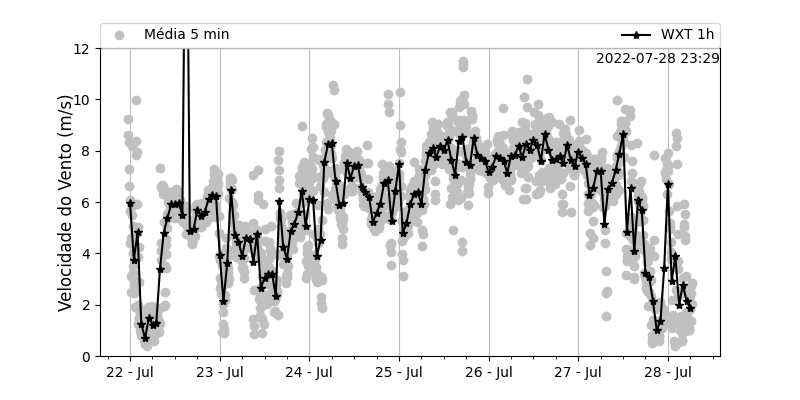 Média 5 min
WXT 1h
2022-07-28 23:29
Velocidade do Vento (m/s)
12
10
8
6
4
2
0
22 - Jul
23 - Jul
24 - Jul
25 - Jul
26 - Jul
27 - Jul
28 - Jul